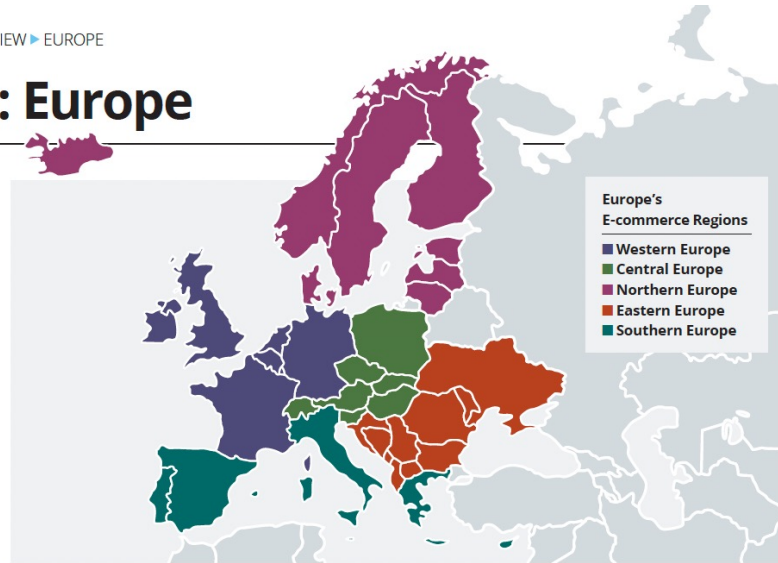 IEW ▶ EUROPE
: Europe
Europe's
E-commerce Regions
Western Europe
Central Europe
Northern Europe
Eastern Europe
Southern Europe